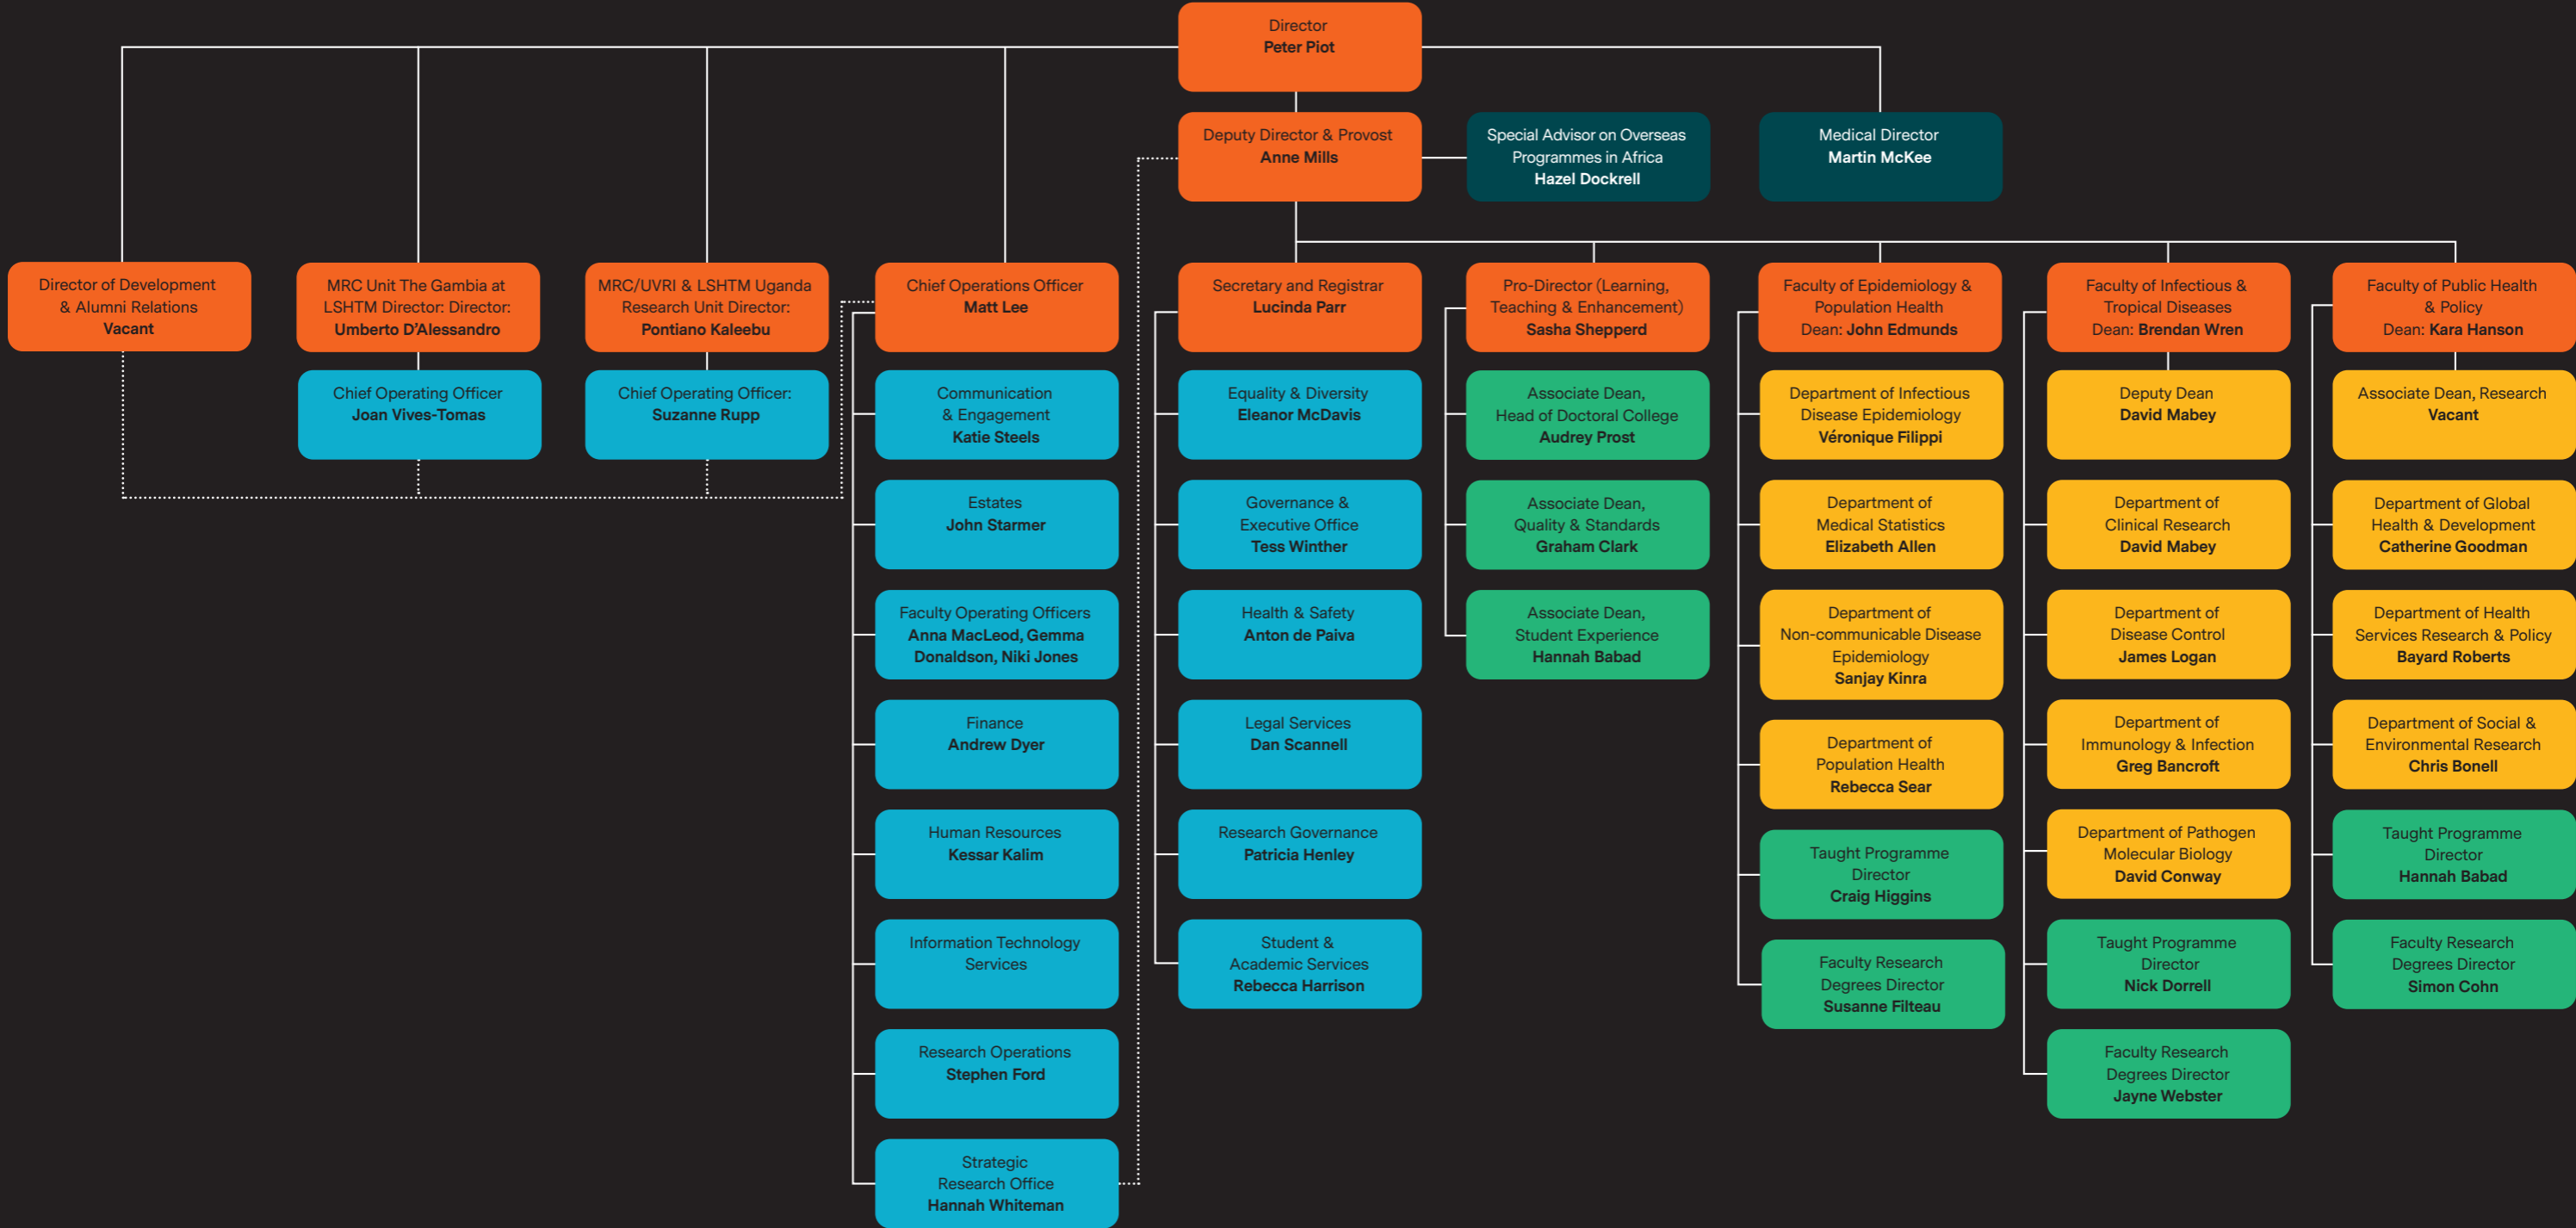 Director
Peter Piot
Deputy Director & Provost
Anne Mills
Special Advisor on Overseas
Programmes in Africa
Hazel Dockrell
Medical Director
Martin McKee
Director of Development
& Alumni Relations
Vacant
MRC Unit The Gambia at
LSHTM Director: Director:
Umberto D’Alessandro
Chief Operating Officer
Joan Vives-Tomas
MRC/UVRI & LSHTM Uganda
Research Unit Director:
Pontiano Kaleebu
Chief Operating Officer:
Suzanne Rupp
Chief Operations Officer
Matt Lee
Communication
& Engagement
Katie Steels
Estates
John Starmer
Faculty Operating Officers
Anna MacLeod, Gemma
Donaldson, Niki Jones
Finance
Andrew Dyer
Human Resources
Kessar Kalim
Information Technology
Services
Research Operations
Stephen Ford
Strategic
Research Office
Hannah Whiteman
Secretary and Registrar
Lucinda Parr
Equality & Diversity
Eleanor McDavis
Governance &
Executive Office
Tess Winther
Health & Safety
Anton de Paiva
Legal Services
Dan Scannell
Research Governance
Patricia Henley
Student &
Academic Services
Rebecca Harrison
Pro-Director (Learning,
Teaching & Enhancement)
Sasha Shepperd
Associate Dean,
Head of Doctoral College
Audrey Prost
Associate Dean,
Quality & Standards
Graham Clark
Associate Dean,
Student Experience
Hannah Babad
Faculty of Epidemiology &
Population Health
Dean: John Edmunds
Department of Infectious
Disease Epidemiology
Véronique Filippi
Department of
Medical Statistics
Elizabeth Allen
Department of
Non-communicable Disease
Epidemiology
Sanjay Kinra
Department of
Population Health
Rebecca Sear
Taught Programme
Director
Craig Higgins
Faculty Research
Degrees Director
Susanne Filteau
Faculty of Infectious &
Tropical Diseases
Dean: Brendan Wren
Deputy Dean
David Mabey
Department of
Clinical Research
David Mabey
Department of
Disease Control
James Logan
Department of
Immunology & Infection
Greg Bancroft
Department of Pathogen
Molecular Biology
David Conway
Taught Programme
Director
Nick Dorrell
Faculty Research
Degrees Director
Jayne Webster
Faculty of Public Health
& Policy
Dean: Kara Hanson
Associate Dean, Research
Vacant
Department of Global
Health & Development
Catherine Goodman
Department of Health
Services Research & Policy
Bayard Roberts
Department of Social &
Environmental Research
Chris Bonell
Taught Programme
Director
Hannah Babad
Faculty Research
Degrees Director
Simon Cohn